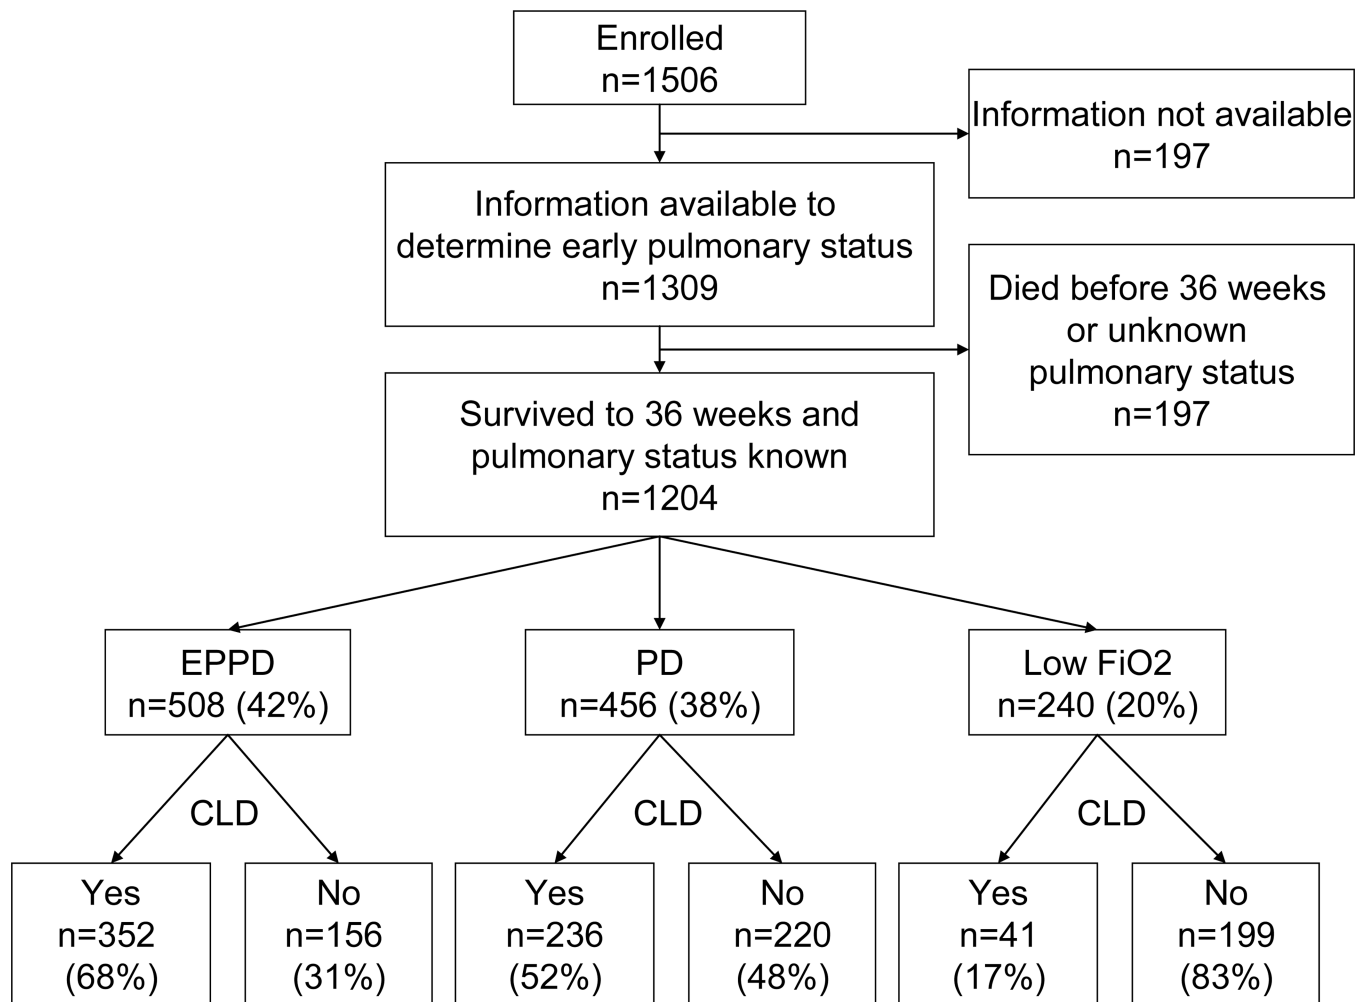 Enrolled
n=1506
Information not available
n=197
Information available to
determine early pulmonary status
n=1309
Died before 36 weeks
or unknown
pulmonary status
n=197
Survived to 36 weeks and
pulmonary status known
n=1204
EPPD
n=508 (42%)
PD
n=456 (38%)
Low FiO2
n=240 (20%)
CLD
CLD
CLD
Yes
n=352
(68%)
No
n=156
(31%)
Yes
n=236
(52%)
No
n=220
(48%)
Yes
n=41
(17%)
No
n=199
(83%)